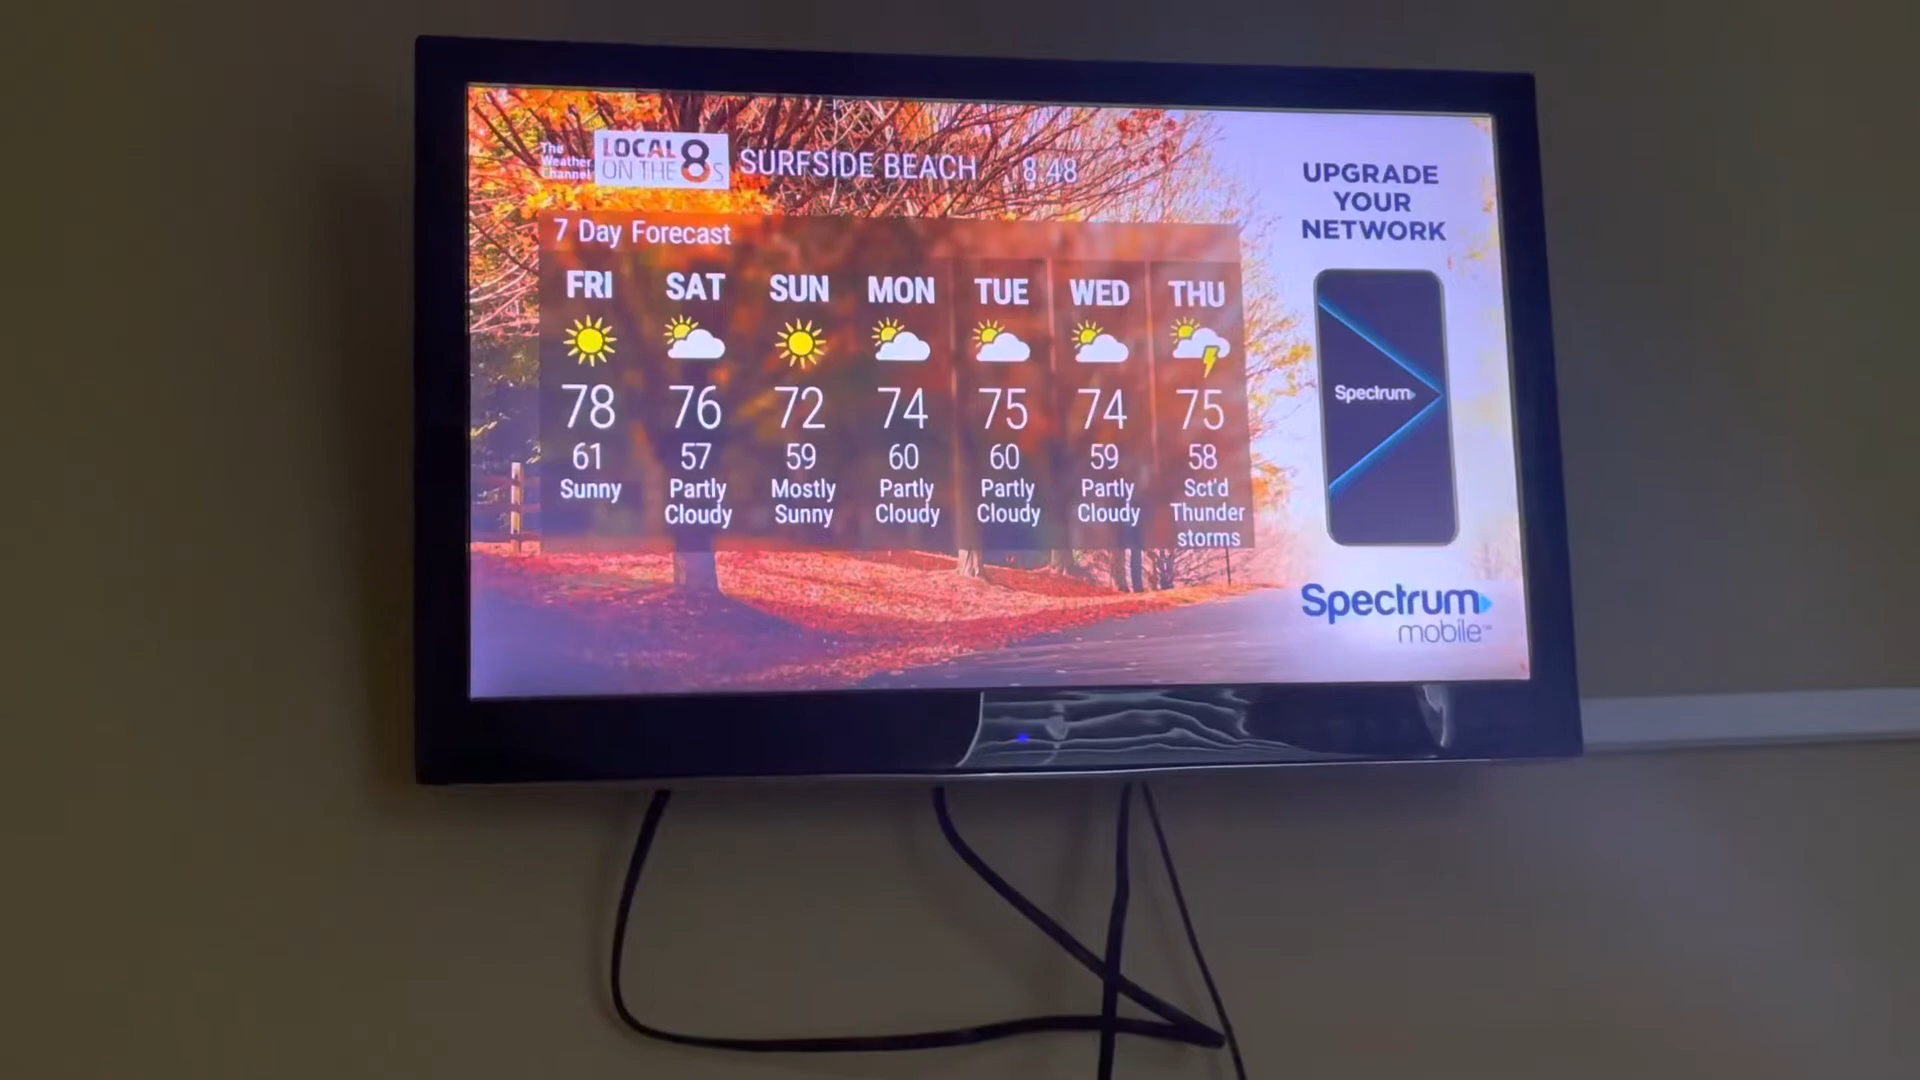 The
Weather
Channel
LOCAL
ON THE 8s
SURFSIDE BEACH 8:48
7 Day Forecast
FRI SAT SUN MON TUE WED THU
78 76 72 74 75 74 75
61 57 59 60 60 59 58
Sunny Partly Mostly Partly Partly Partly Sct'd
Cloudy Sunny Cloudy Cloudy Cloudy Thunder
storms
UPGRADE
YOUR
NETWORK
Spectrum
Spectrum
mobile™